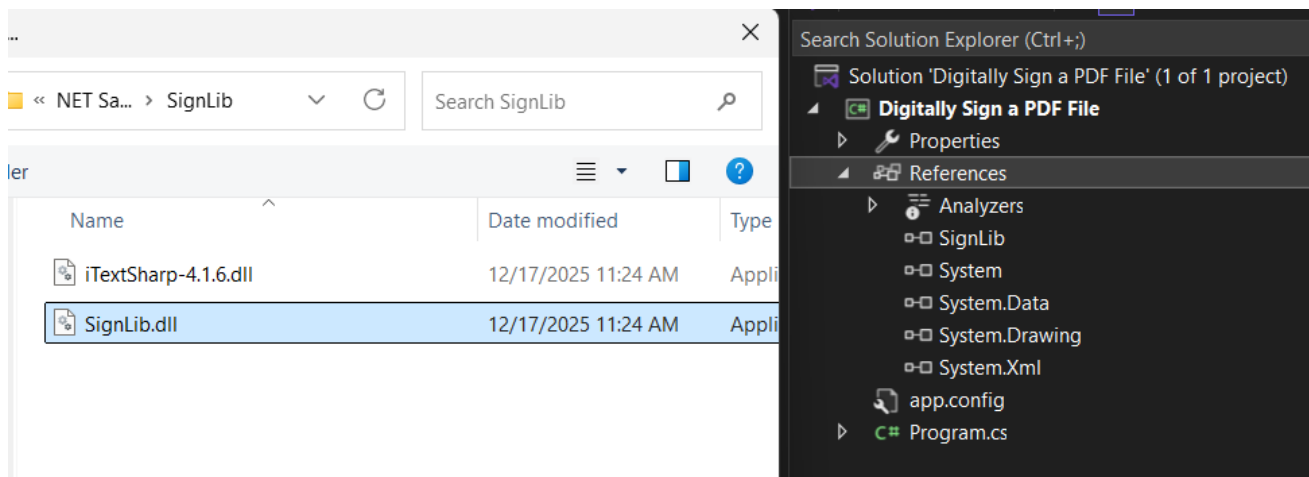 ...
« NET Sa... › SignLib
Search SignLib
ler
Name
Date modified
Type
iTextSharp-4.1.6.dll 12/17/2025 11:24 AM Appli
SignLib.dll 12/17/2025 11:24 AM Appli
Search Solution Explorer (Ctrl+;)
Solution 'Digitally Sign a PDF File' (1 of 1 project)
C# Digitally Sign a PDF File
Properties
References
Analyzers
SignLib
System
System.Data
System.Drawing
System.Xml
app.config
C# Program.cs